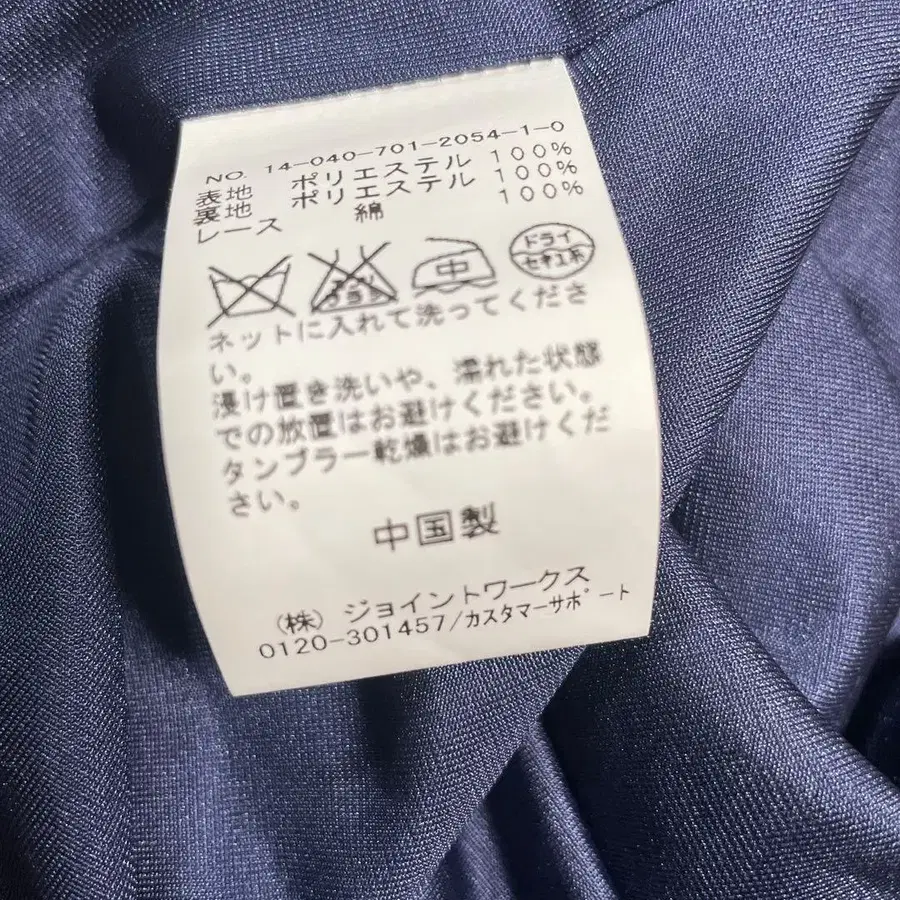 NO. 14-040-701-2054-1-0
表地 ポリエステル 100%
裏地 ポリエステル 100%
レース 綿 100%
中 ドライ
セキユ系
ネットに入れて洗ってくださ
い。
浸け置き洗いや、濡れた状態
での放置はお避けください。
タンブラー乾燥はお避けくだ
さい。
中国製
(株)ジョイントワークス
0120-301457/カスタマーサポート